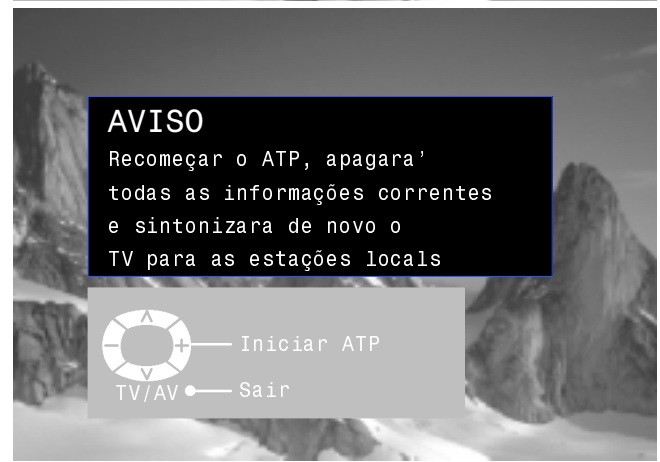 AVISO
Recomeçar o ATP, apagara’
todas as informações correntes
e sintonizara de novo o
TV para as estações locals
Iniciar ATP
TV/AV
Sair